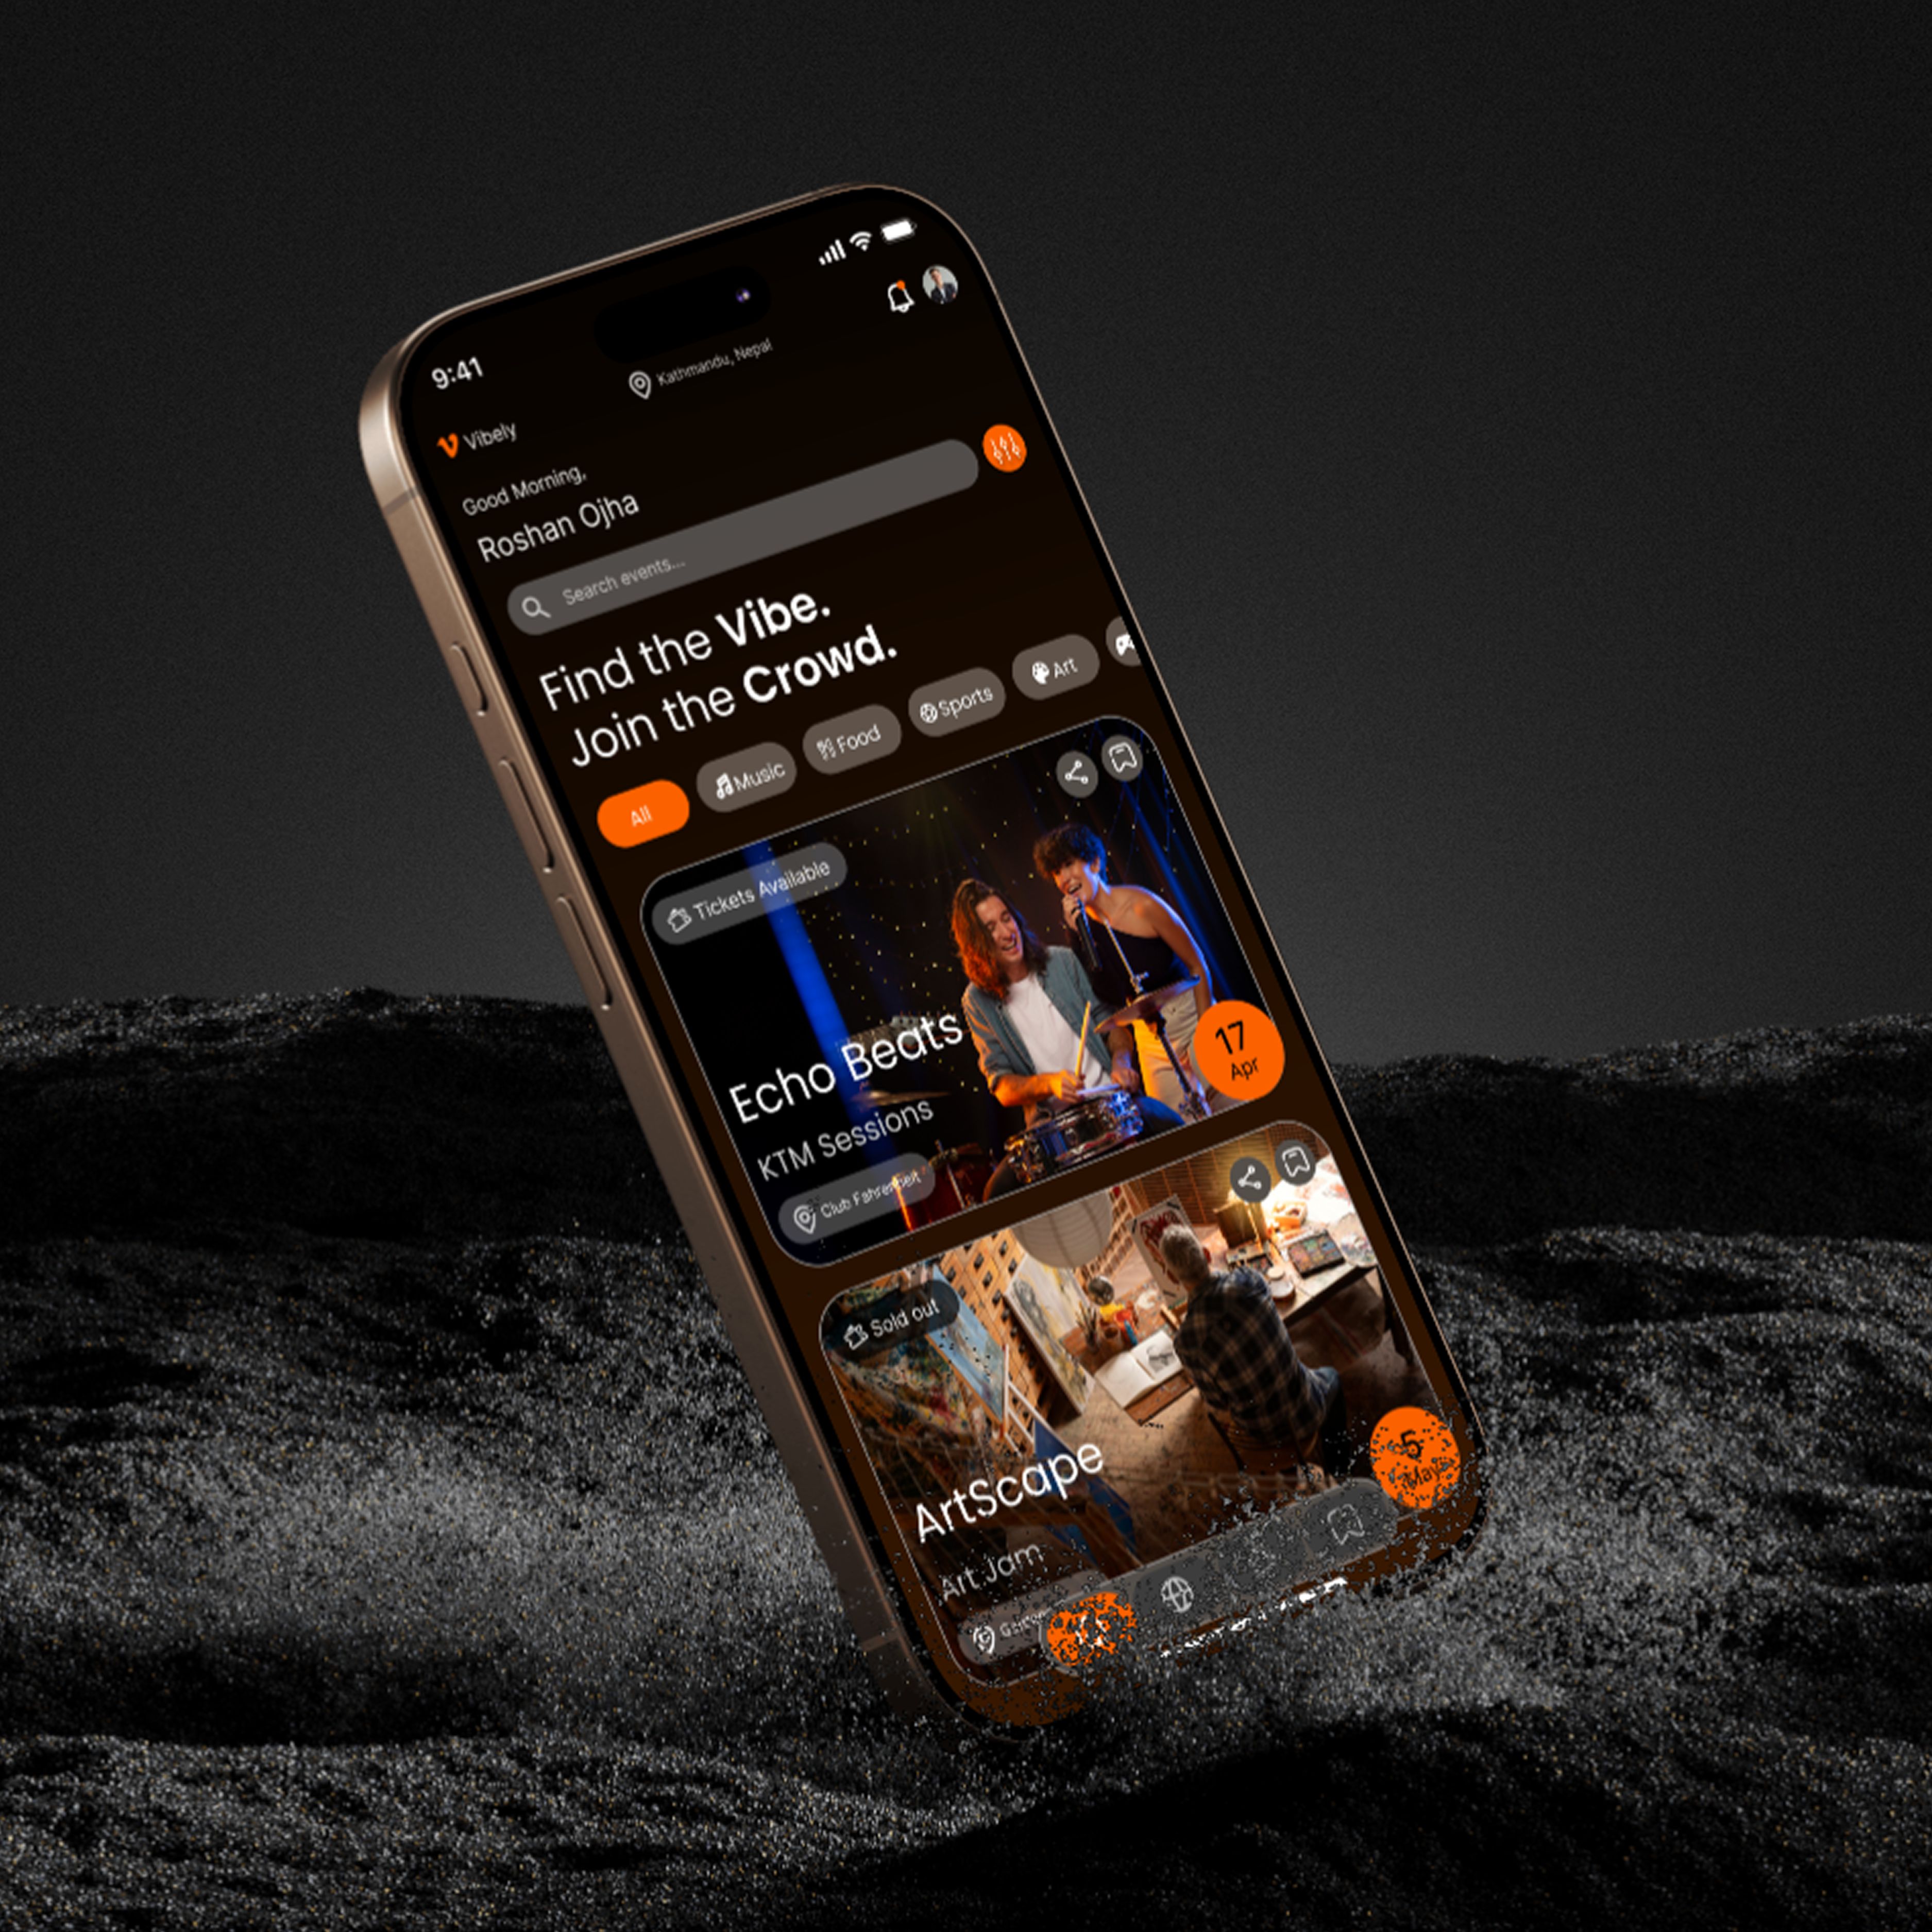 9:41
Kathmandu, Nepal
Vibely
Good Morning,
Roshan Ojha
Search events...
Find the Vibe.
Join the Crowd.
All
Music
Food
Sports
Art
Tickets Available
Echo Beats
KTM Sessions
Club Fahrenheit
17
Apr
Sold out
ArtScape
Art Jam
5
May